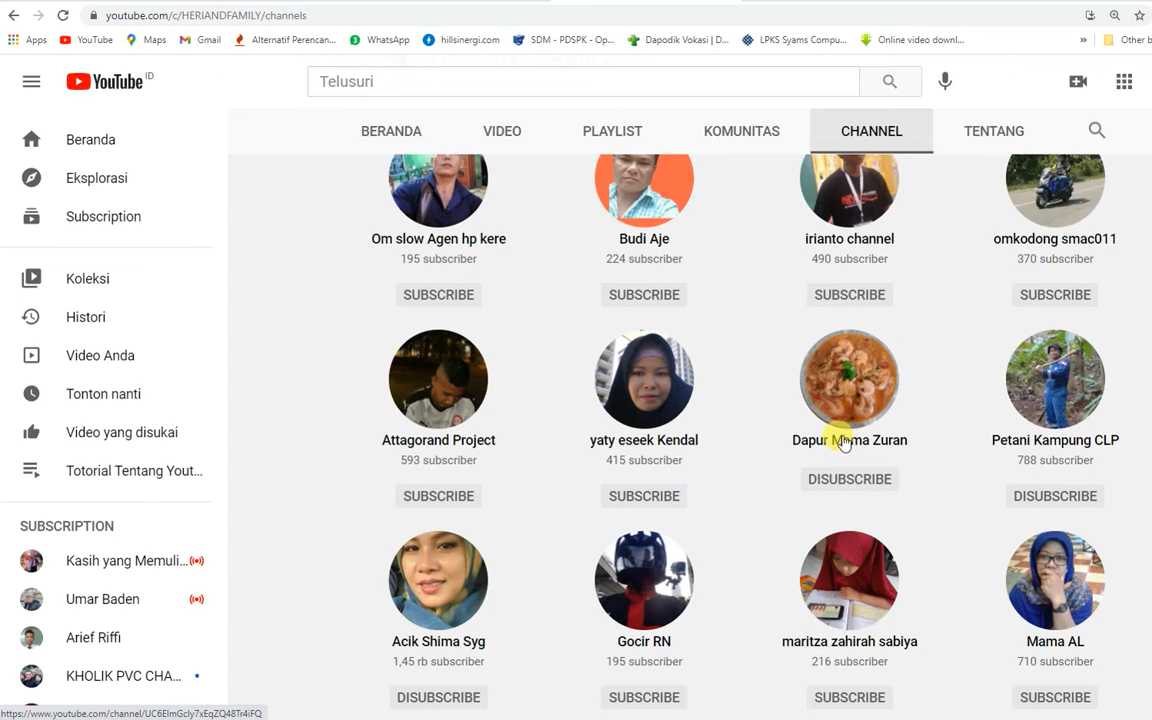 youtube.com/c/HERIANDFAMILY/channels
Apps YouTube Maps Gmail Alternatif Perencan... WhatsApp hillsinergi.com SDM - PDSPK - Op... Dapodik Vokasi | D... LPKS Syams Compu... Online video downl... » Other b
YouTube ID
Telusuri
BERANDA VIDEO PLAYLIST KOMUNITAS CHANNEL TENTANG
Beranda
Eksplorasi
Subscription
Koleksi
Histori
Video Anda
Tonton nanti
Video yang disukai
Totorial Tentang Yout...
SUBSCRIPTION
Kasih yang Memuli...
Umar Baden
Arief Riffi
KHOLIK PVC CHA...
Om slow Agen hp kere Budi Aje irianto channel omkodong smac011
195 subscriber 224 subscriber 490 subscriber 370 subscriber
SUBSCRIBE SUBSCRIBE SUBSCRIBE SUBSCRIBE
Attagorand Project yaty eseek Kendal Dapur Mama Zuran Petani Kampung CLP
593 subscriber 415 subscriber 788 subscriber
SUBSCRIBE SUBSCRIBE DISUBSCRIBE DISUBSCRIBE
Acik Shima Syg Gocir RN maritza zahirah sabiya Mama AL
1,45 rb subscriber 195 subscriber 216 subscriber 710 subscriber
DISUBSCRIBE SUBSCRIBE SUBSCRIBE SUBSCRIBE
https://www.youtube.com/channel/UC6ElmGcIy7xEqZQ48Tr4iFQ